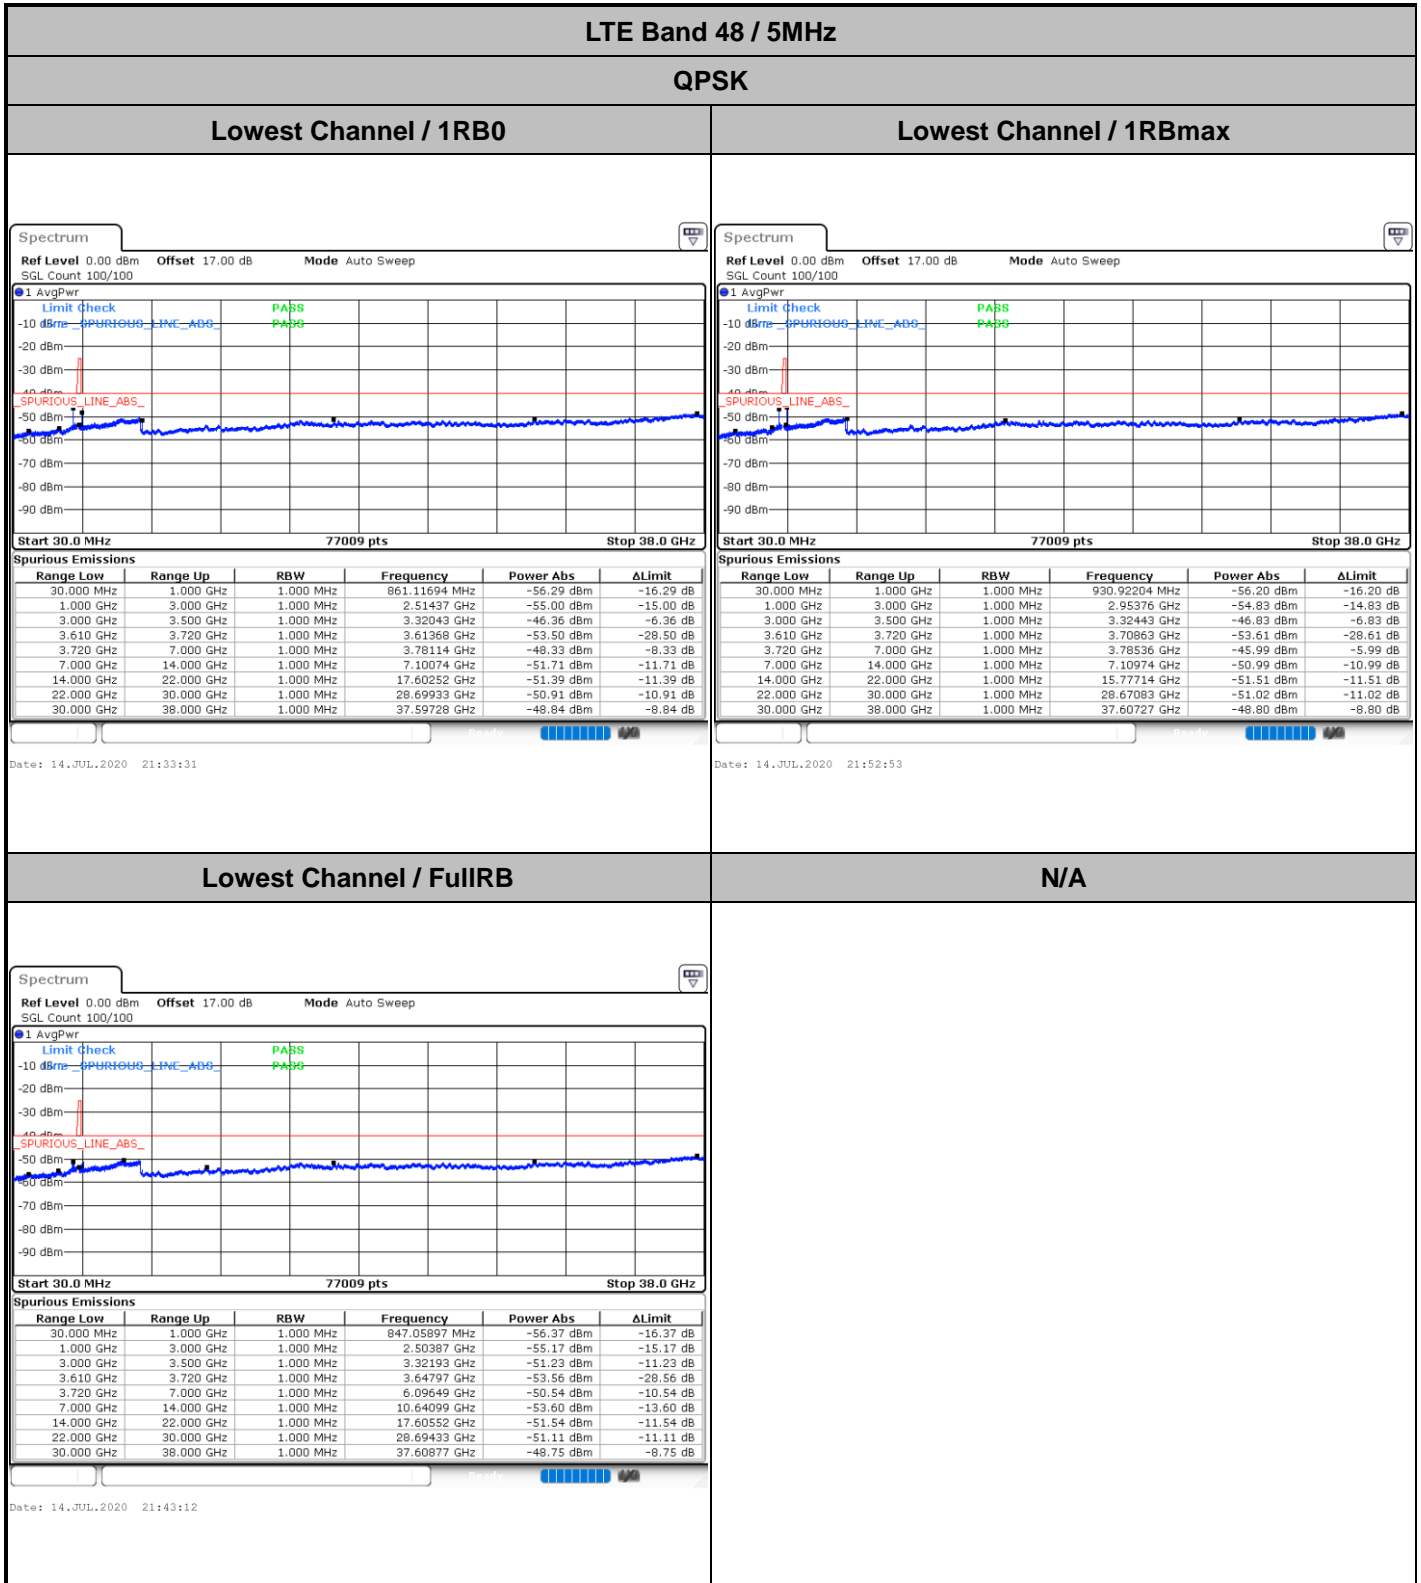 LTE Band 48 / 5MHz
QPSK
Lowest Channel / 1RB0
Lowest Channel / 1RBmax
Spectrum
Ref Level 0.00 dBm Offset 17.00 dB Mode Auto Sweep
SGL Count 100/100
1 AvgPwr
Limit Check PASS
Line _SPURIOUS_LINE_ABS_ PASS
-10 dBm
-20 dBm
-30 dBm
-40 dBm
_SPURIOUS_LINE_ABS_
-50 dBm
-60 dBm
-70 dBm
-80 dBm
-90 dBm
Start 30.0 MHz 77009 pts Stop 38.0 GHz
Spurious Emissions
Range Low Range Up RBW Frequency Power Abs ΔLimit
30.000 MHz 1.000 GHz 1.000 MHz 861.11694 MHz -56.29 dBm -16.29 dB
1.000 GHz 3.000 GHz 1.000 MHz 2.51437 GHz -55.00 dBm -15.00 dB
3.000 GHz 3.500 GHz 1.000 MHz 3.32043 GHz -46.36 dBm -6.36 dB
3.610 GHz 3.720 GHz 1.000 MHz 3.61368 GHz -53.50 dBm -28.50 dB
3.720 GHz 7.000 GHz 1.000 MHz 3.78114 GHz -48.33 dBm -8.33 dB
7.000 GHz 14.000 GHz 1.000 MHz 7.10074 GHz -51.71 dBm -11.71 dB
14.000 GHz 22.000 GHz 1.000 MHz 17.60252 GHz -51.39 dBm -11.39 dB
22.000 GHz 30.000 GHz 1.000 MHz 28.69933 GHz -50.91 dBm -10.91 dB
30.000 GHz 38.000 GHz 1.000 MHz 37.59728 GHz -48.84 dBm -8.84 dB
Ready
Date: 14.JUL.2020 21:33:31
Spectrum
Ref Level 0.00 dBm Offset 17.00 dB Mode Auto Sweep
SGL Count 100/100
1 AvgPwr
Limit Check PASS
Line _SPURIOUS_LINE_ABS_ PASS
-10 dBm
-20 dBm
-30 dBm
-40 dBm
_SPURIOUS_LINE_ABS_
-50 dBm
-60 dBm
-70 dBm
-80 dBm
-90 dBm
Start 30.0 MHz 77009 pts Stop 38.0 GHz
Spurious Emissions
Range Low Range Up RBW Frequency Power Abs ΔLimit
30.000 MHz 1.000 GHz 1.000 MHz 930.92204 MHz -56.20 dBm -16.20 dB
1.000 GHz 3.000 GHz 1.000 MHz 2.95376 GHz -54.83 dBm -14.83 dB
3.000 GHz 3.500 GHz 1.000 MHz 3.32443 GHz -46.83 dBm -6.83 dB
3.610 GHz 3.720 GHz 1.000 MHz 3.70863 GHz -53.61 dBm -28.61 dB
3.720 GHz 7.000 GHz 1.000 MHz 3.78536 GHz -45.99 dBm -5.99 dB
7.000 GHz 14.000 GHz 1.000 MHz 7.10974 GHz -50.99 dBm -10.99 dB
14.000 GHz 22.000 GHz 1.000 MHz 15.77714 GHz -51.51 dBm -11.51 dB
22.000 GHz 30.000 GHz 1.000 MHz 28.67083 GHz -51.02 dBm -11.02 dB
30.000 GHz 38.000 GHz 1.000 MHz 37.60727 GHz -48.80 dBm -8.80 dB
Ready
Date: 14.JUL.2020 21:52:53
Lowest Channel / FullRB
N/A
Spectrum
Ref Level 0.00 dBm Offset 17.00 dB Mode Auto Sweep
SGL Count 100/100
1 AvgPwr
Limit Check PASS
Line _SPURIOUS_LINE_ABS_ PASS
-10 dBm
-20 dBm
-30 dBm
-40 dBm
_SPURIOUS_LINE_ABS_
-50 dBm
-60 dBm
-70 dBm
-80 dBm
-90 dBm
Start 30.0 MHz 77009 pts Stop 38.0 GHz
Spurious Emissions
Range Low Range Up RBW Frequency Power Abs ΔLimit
30.000 MHz 1.000 GHz 1.000 MHz 847.05897 MHz -56.37 dBm -16.37 dB
1.000 GHz 3.000 GHz 1.000 MHz 2.50387 GHz -55.17 dBm -15.17 dB
3.000 GHz 3.500 GHz 1.000 MHz 3.32193 GHz -51.23 dBm -11.23 dB
3.610 GHz 3.720 GHz 1.000 MHz 3.64797 GHz -53.56 dBm -28.56 dB
3.720 GHz 7.000 GHz 1.000 MHz 6.09649 GHz -50.54 dBm -10.54 dB
7.000 GHz 14.000 GHz 1.000 MHz 10.64099 GHz -53.60 dBm -13.60 dB
14.000 GHz 22.000 GHz 1.000 MHz 17.60552 GHz -51.54 dBm -11.54 dB
22.000 GHz 30.000 GHz 1.000 MHz 28.69433 GHz -51.11 dBm -11.11 dB
30.000 GHz 38.000 GHz 1.000 MHz 37.60877 GHz -48.75 dBm -8.75 dB
Ready
Date: 14.JUL.2020 21:43:12